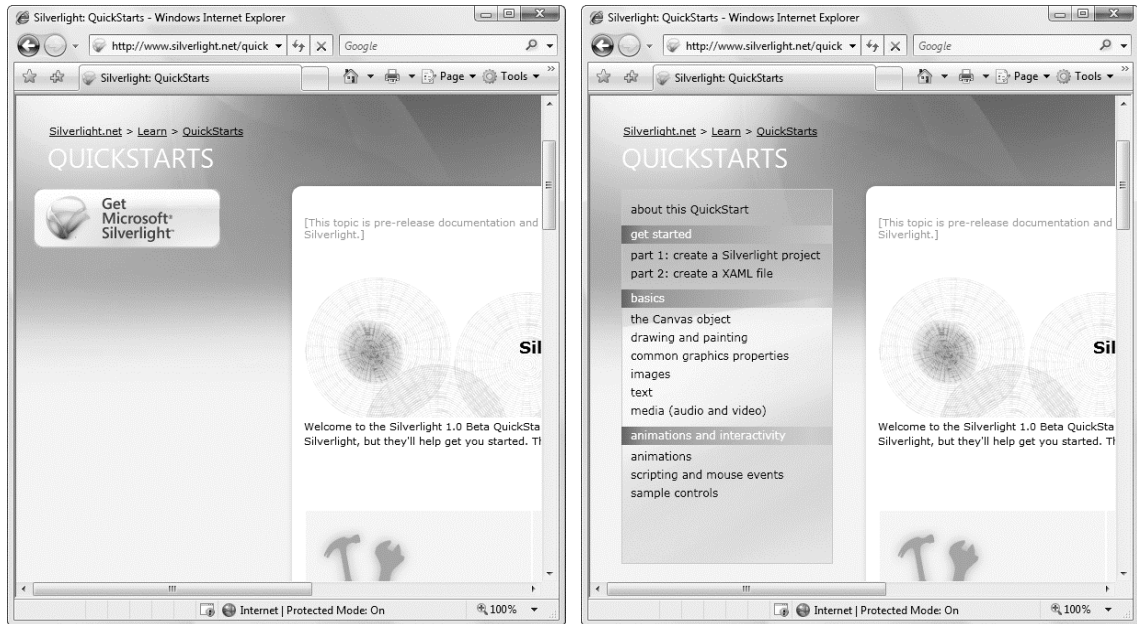 Silverlight: QuickStarts - Windows Internet Explorer
http://www.silverlight.net/quick
Google
Silverlight: QuickStarts
Page
Tools
Silverlight.net > Learn > QuickStarts
QUICKSTARTS
Get
Microsoft®
Silverlight™
[This topic is pre-release documentation and
Silverlight.]
Sil
Welcome to the Silverlight 1.0 Beta QuickSta
Silverlight, but they'll help get you started. Th
Internet | Protected Mode: On
100%
Silverlight: QuickStarts - Windows Internet Explorer
http://www.silverlight.net/quick
Google
Silverlight: QuickStarts
Page
Tools
Silverlight.net > Learn > QuickStarts
QUICKSTARTS
about this QuickStart
get started
part 1: create a Silverlight project
part 2: create a XAML file
basics
the Canvas object
drawing and painting
common graphics properties
images
text
media (audio and video)
animations and interactivity
animations
scripting and mouse events
sample controls
[This topic is pre-release documentation and
Silverlight.]
Sil
Welcome to the Silverlight 1.0 Beta QuickSta
Silverlight, but they'll help get you started. Th
Internet | Protected Mode: On
100%